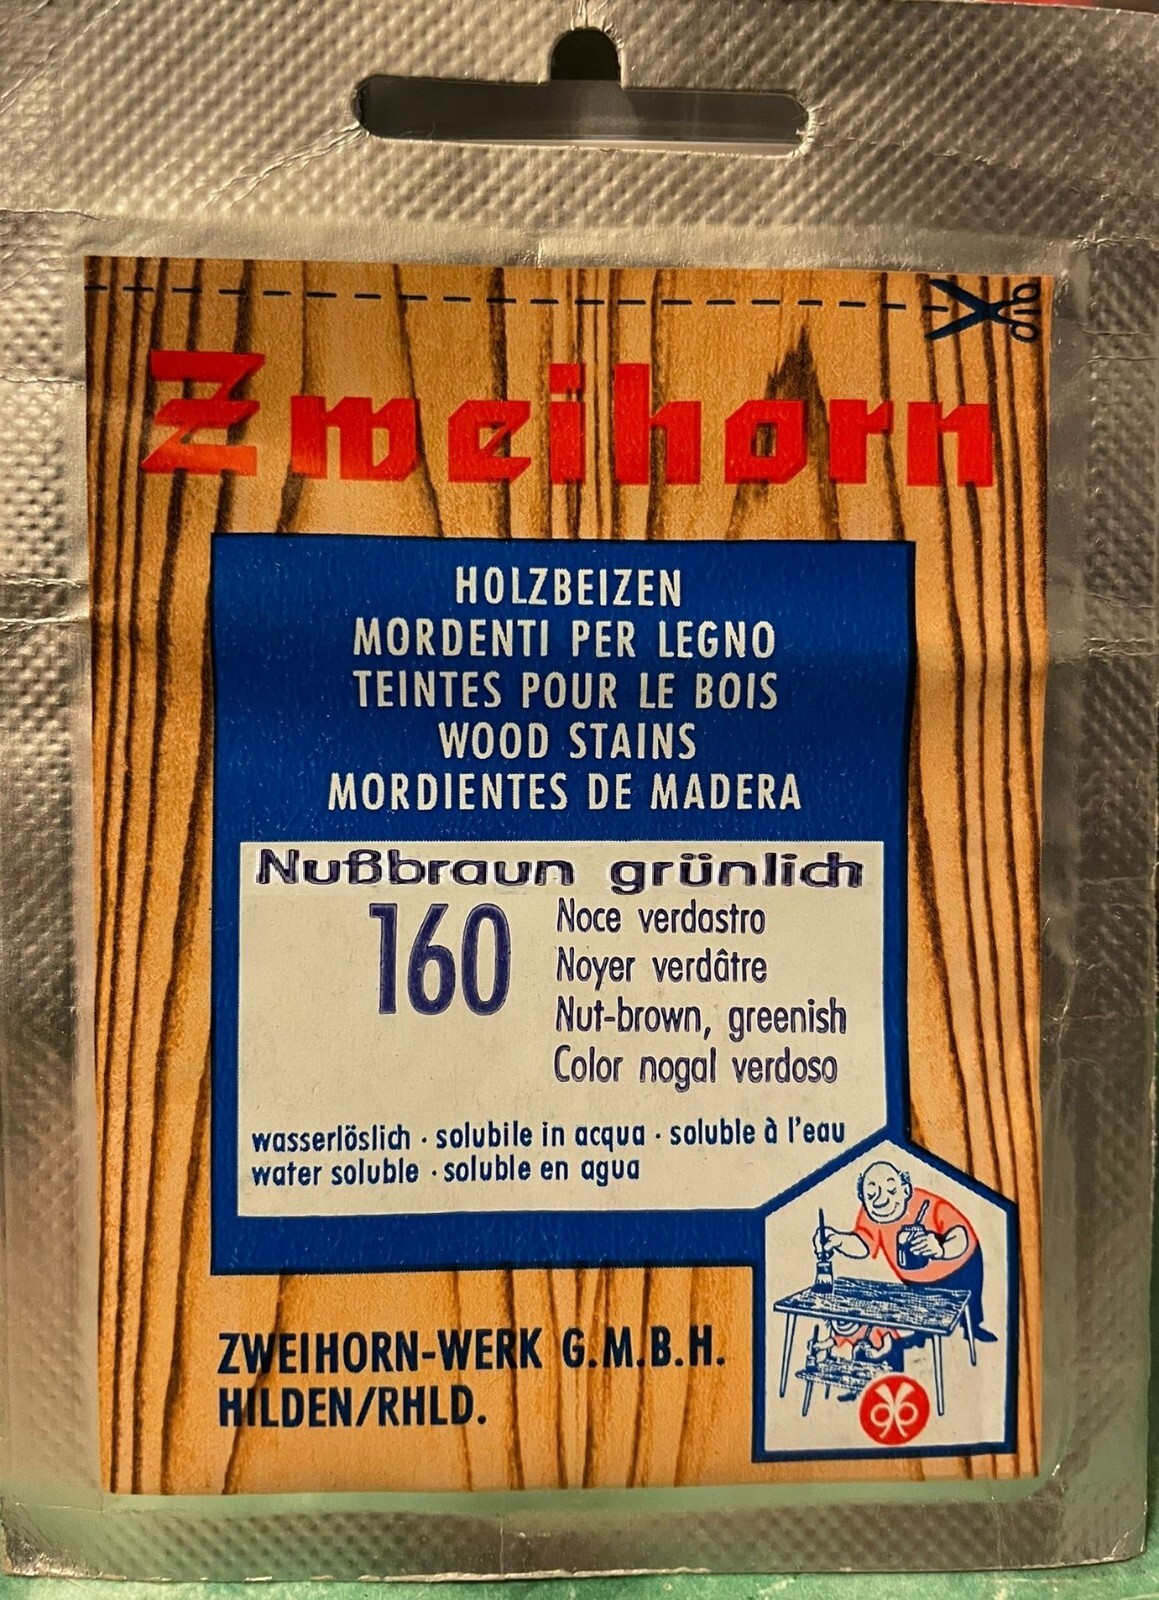 Zweihorn
HOLZBEIZEN
MORDENTI PER LEGNO
TEINTES POUR LE BOIS
WOOD STAINS
MORDIENTES DE MADERA
Nußbraun grünlich
160
Noce verdastro
Noyer verdâtre
Nut-brown, greenish
Color nogal verdoso
wasserlöslich · solubile in acqua · soluble à l'eau
water soluble · soluble en agua
ZWEIHORN-WERK G.M.B.H.
HILDEN/RHLD.